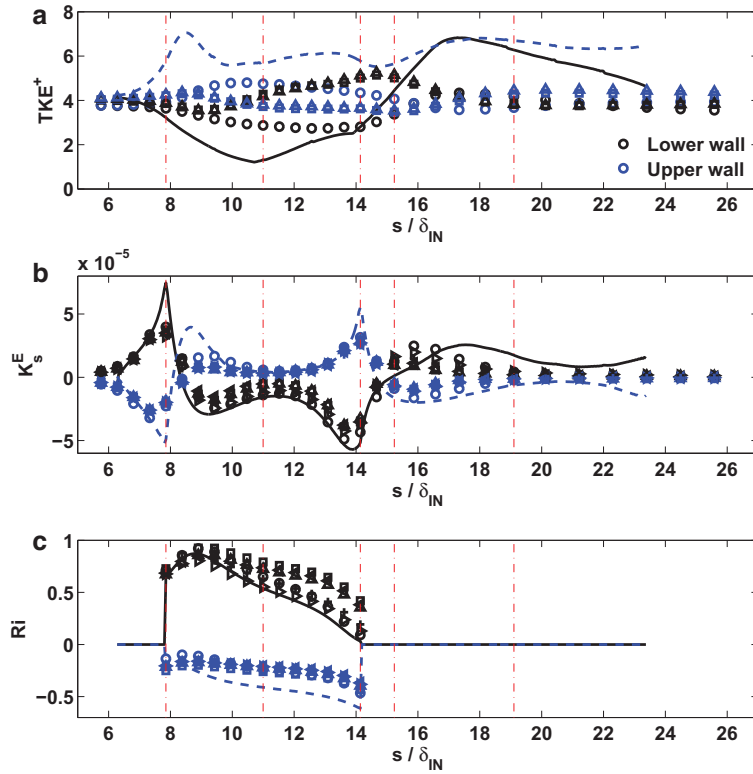 a
8
6
4
2
0
TKE+
Lower wall
Upper wall
6 8 10 12 14 16 18 20 22 24 26
s / δIN
b
x 10−5
5
0
−5
KsE
6 8 10 12 14 16 18 20 22 24 26
s / δIN
c
1
0.5
0
−0.5
Ri
6 8 10 12 14 16 18 20 22 24 26
s / δIN